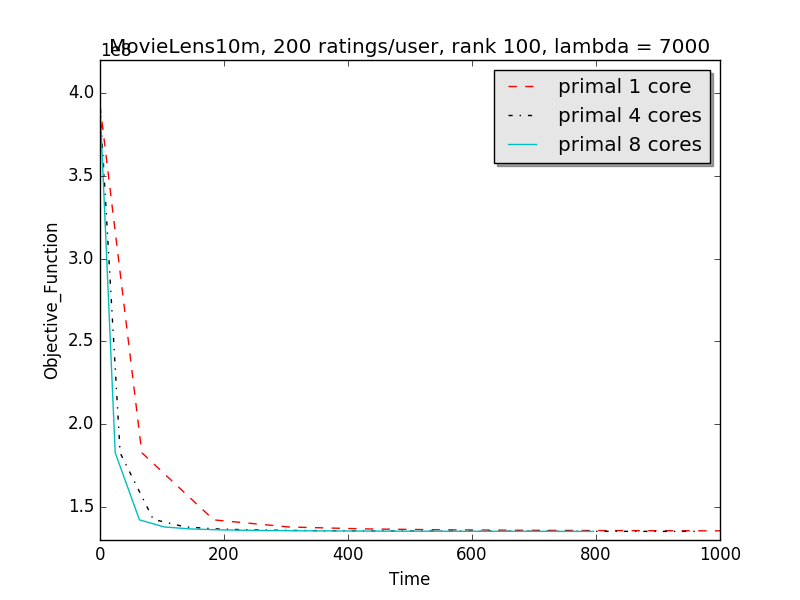 MovieLens10m, 200 ratings/user, rank 100, lambda = 7000
1e8
primal 1 core
primal 4 cores
primal 8 cores
4.0
3.5
3.0
2.5
2.0
1.5
Objective_Function
0 200 400 600 800 1000
Time